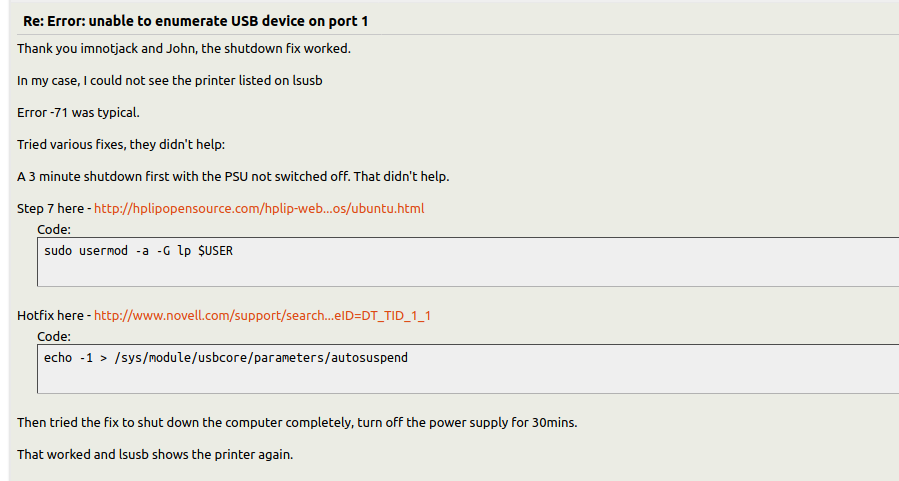 Re: Error: unable to enumerate USB device on port 1
Thank you imnotjack and John, the shutdown fix worked.
In my case, I could not see the printer listed on lsusb
Error -71 was typical.
Tried various fixes, they didn't help:
A 3 minute shutdown first with the PSU not switched off. That didn't help.
Step 7 here - http://hplipopensource.com/hplip-web...os/ubuntu.html
Code:
sudo usermod -a -G lp $USER
Hotfix here - http://www.novell.com/support/search...eID=DT_TID_1_1
Code:
echo -1 > /sys/module/usbcore/parameters/autosuspend
Then tried the fix to shut down the computer completely, turn off the power supply for 30mins.
That worked and lsusb shows the printer again.